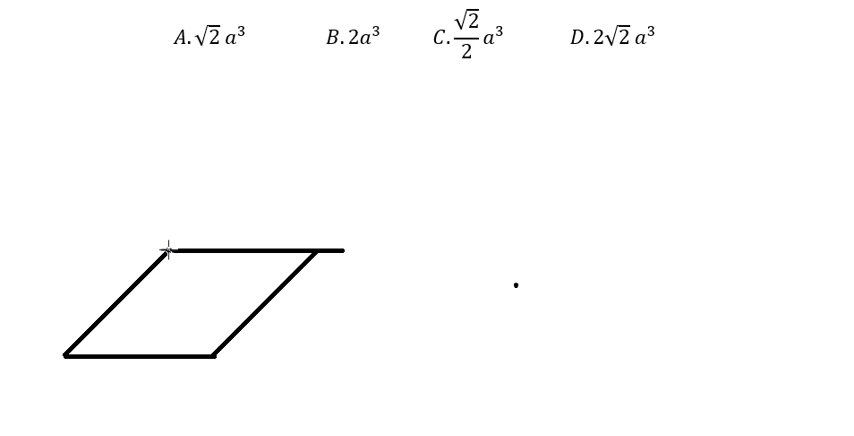 A. √2 a³ B. 2a³ C. √2/2 a³ D. 2√2 a³